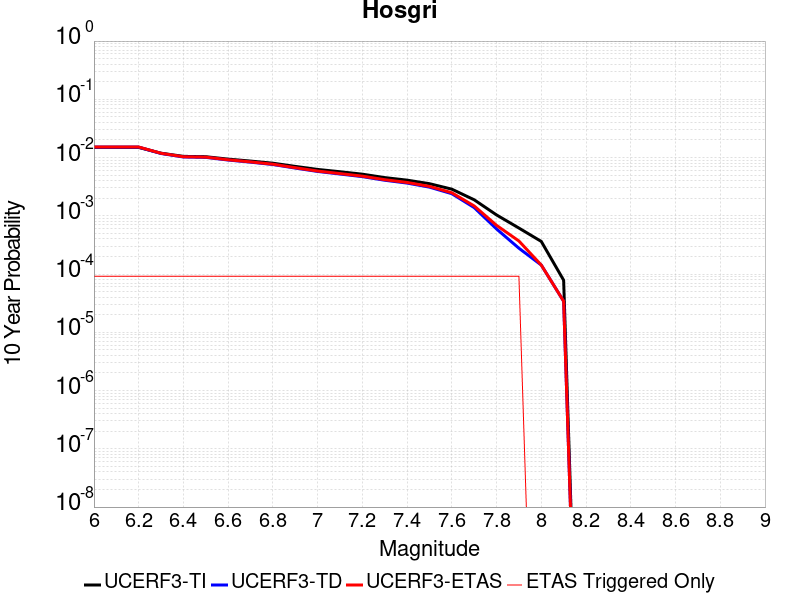 Hosgri
10 Year Probability
10^0
10^-1
10^-2
10^-3
10^-4
10^-5
10^-6
10^-7
10^-8
6 6.2 6.4 6.6 6.8 7 7.2 7.4 7.6 7.8 8 8.2 8.4 8.6 8.8 9
Magnitude
UCERF3-TI UCERF3-TD UCERF3-ETAS ETAS Triggered Only